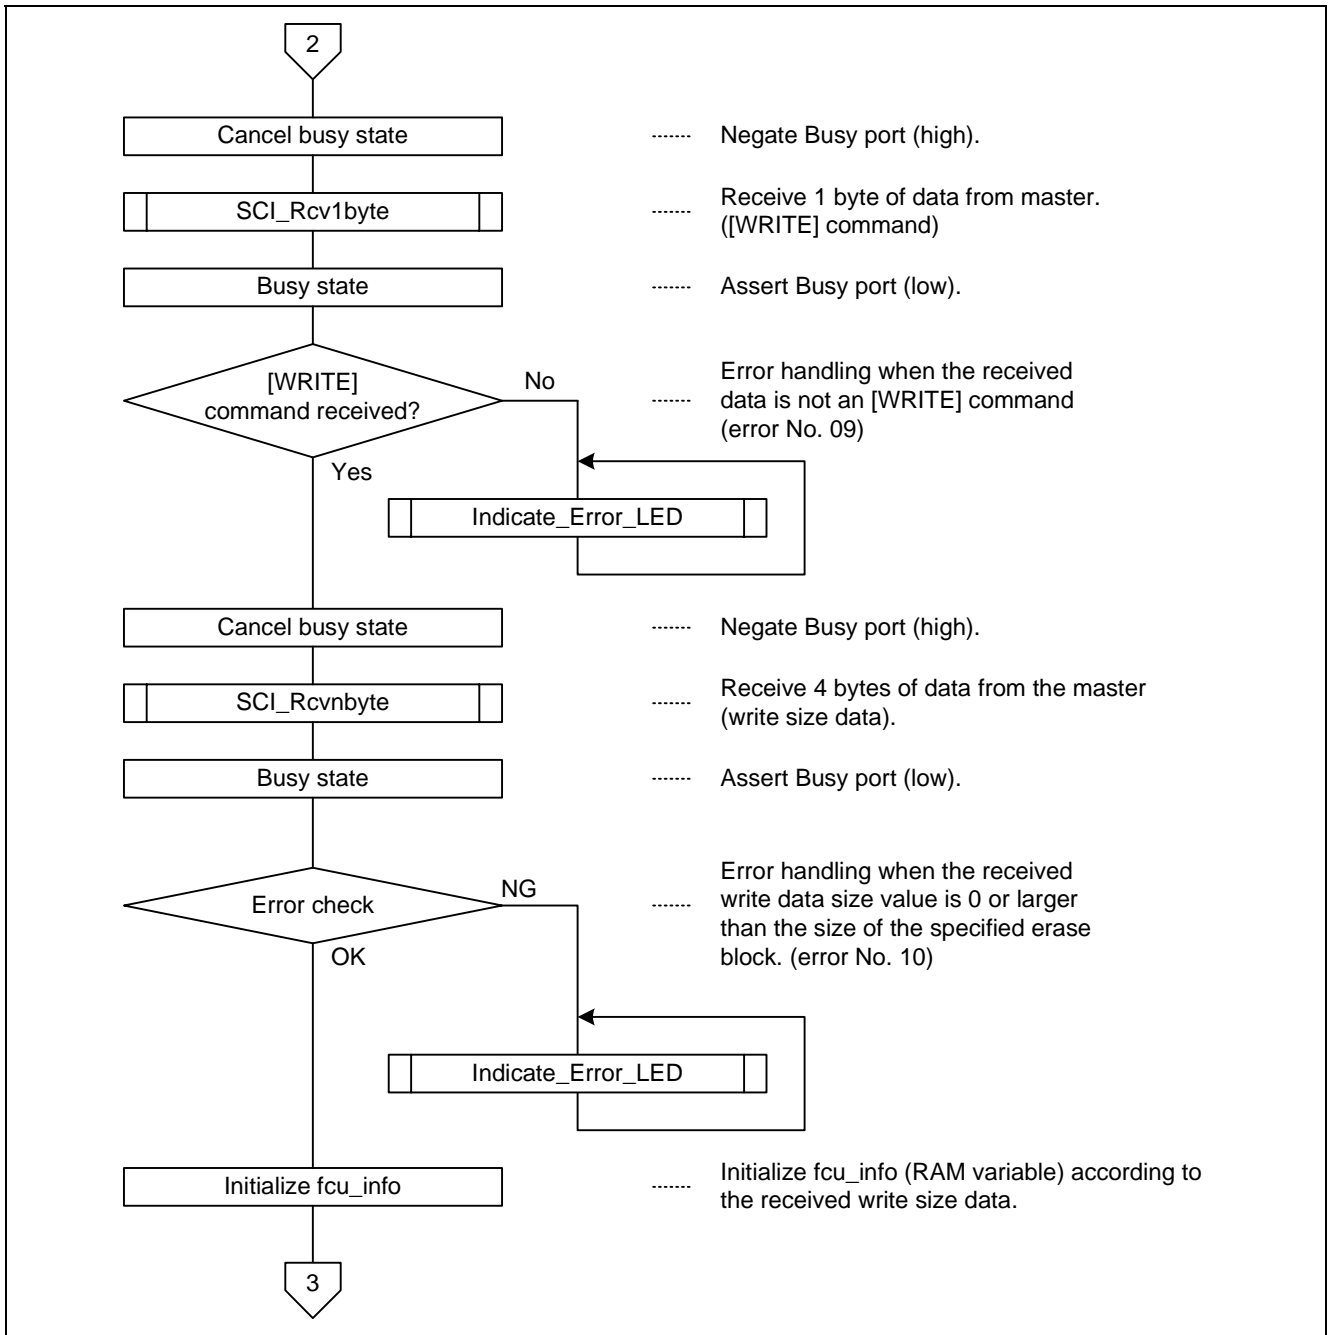 2
Cancel busy state
Negate Busy port (high).
SCI_Rcv1byte
Receive 1 byte of data from master.
([WRITE] command)
Busy state
Assert Busy port (low).
[WRITE]
command received?
No
Yes
Error handling when the received
data is not an [WRITE] command
(error No. 09)
Indicate_Error_LED
Cancel busy state
Negate Busy port (high).
SCI_Rcvnbyte
Receive 4 bytes of data from the master
(write size data).
Busy state
Assert Busy port (low).
Error check
NG
OK
Error handling when the received
write data size value is 0 or larger
than the size of the specified erase
block. (error No. 10)
Indicate_Error_LED
Initialize fcu_info
Initialize fcu_info (RAM variable) according to
the received write size data.
3